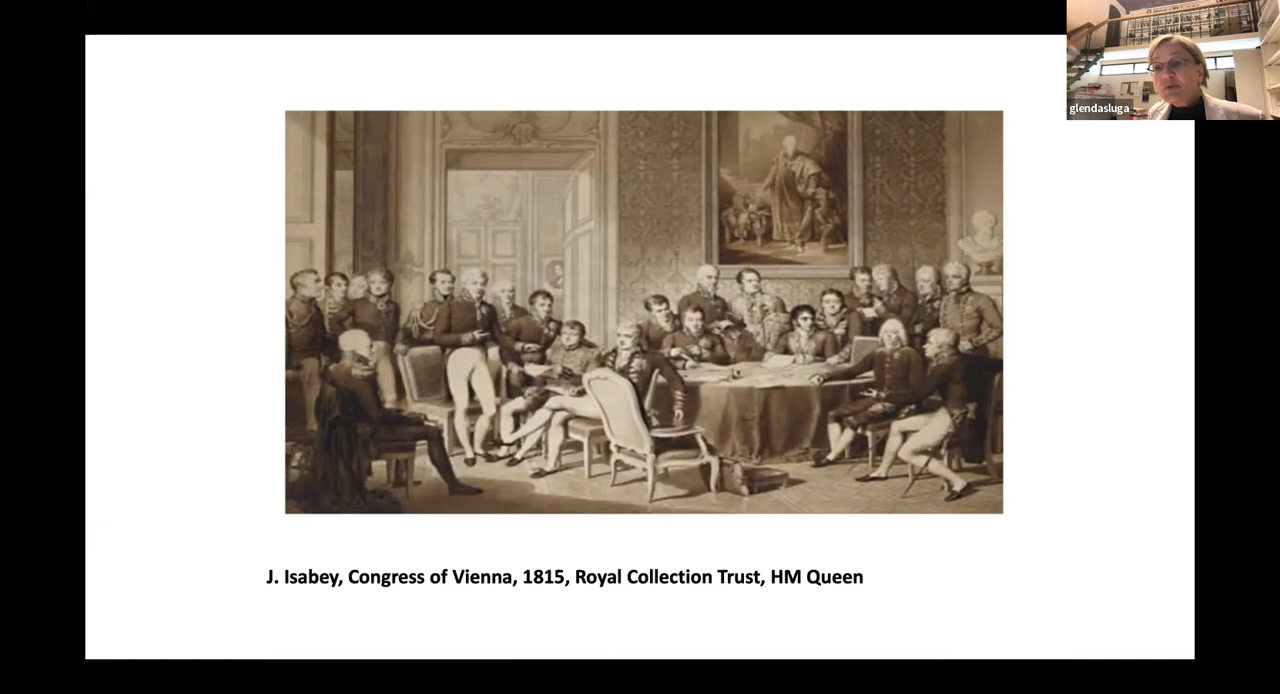 glendasluga
J. Isabey, Congress of Vienna, 1815, Royal Collection Trust, HM Queen